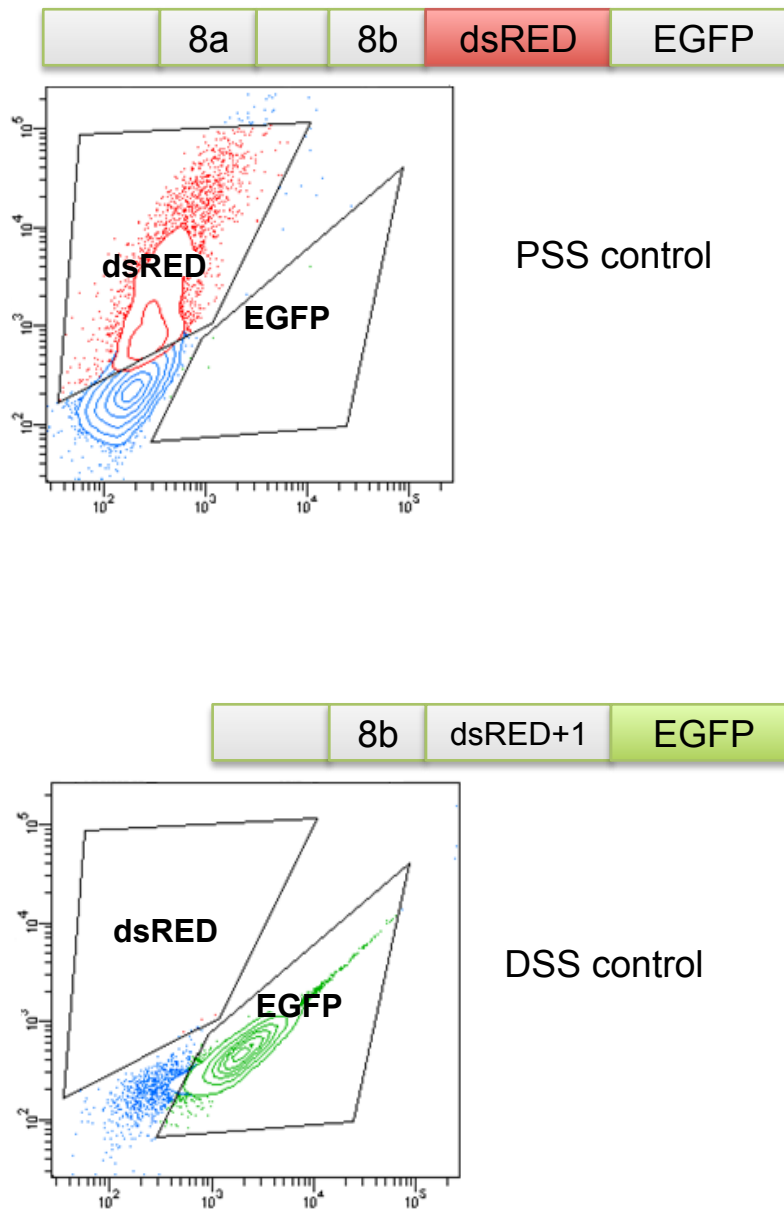 8a 8b dsRED EGFP
10^5
10^4
dsRED
PSS control
EGFP
10^3
10^2
10^2 10^3 10^4 10^5
8b dsRED+1 EGFP
10^5
10^4
dsRED
DSS control
EGFP
10^3
10^2
10^2 10^3 10^4 10^5